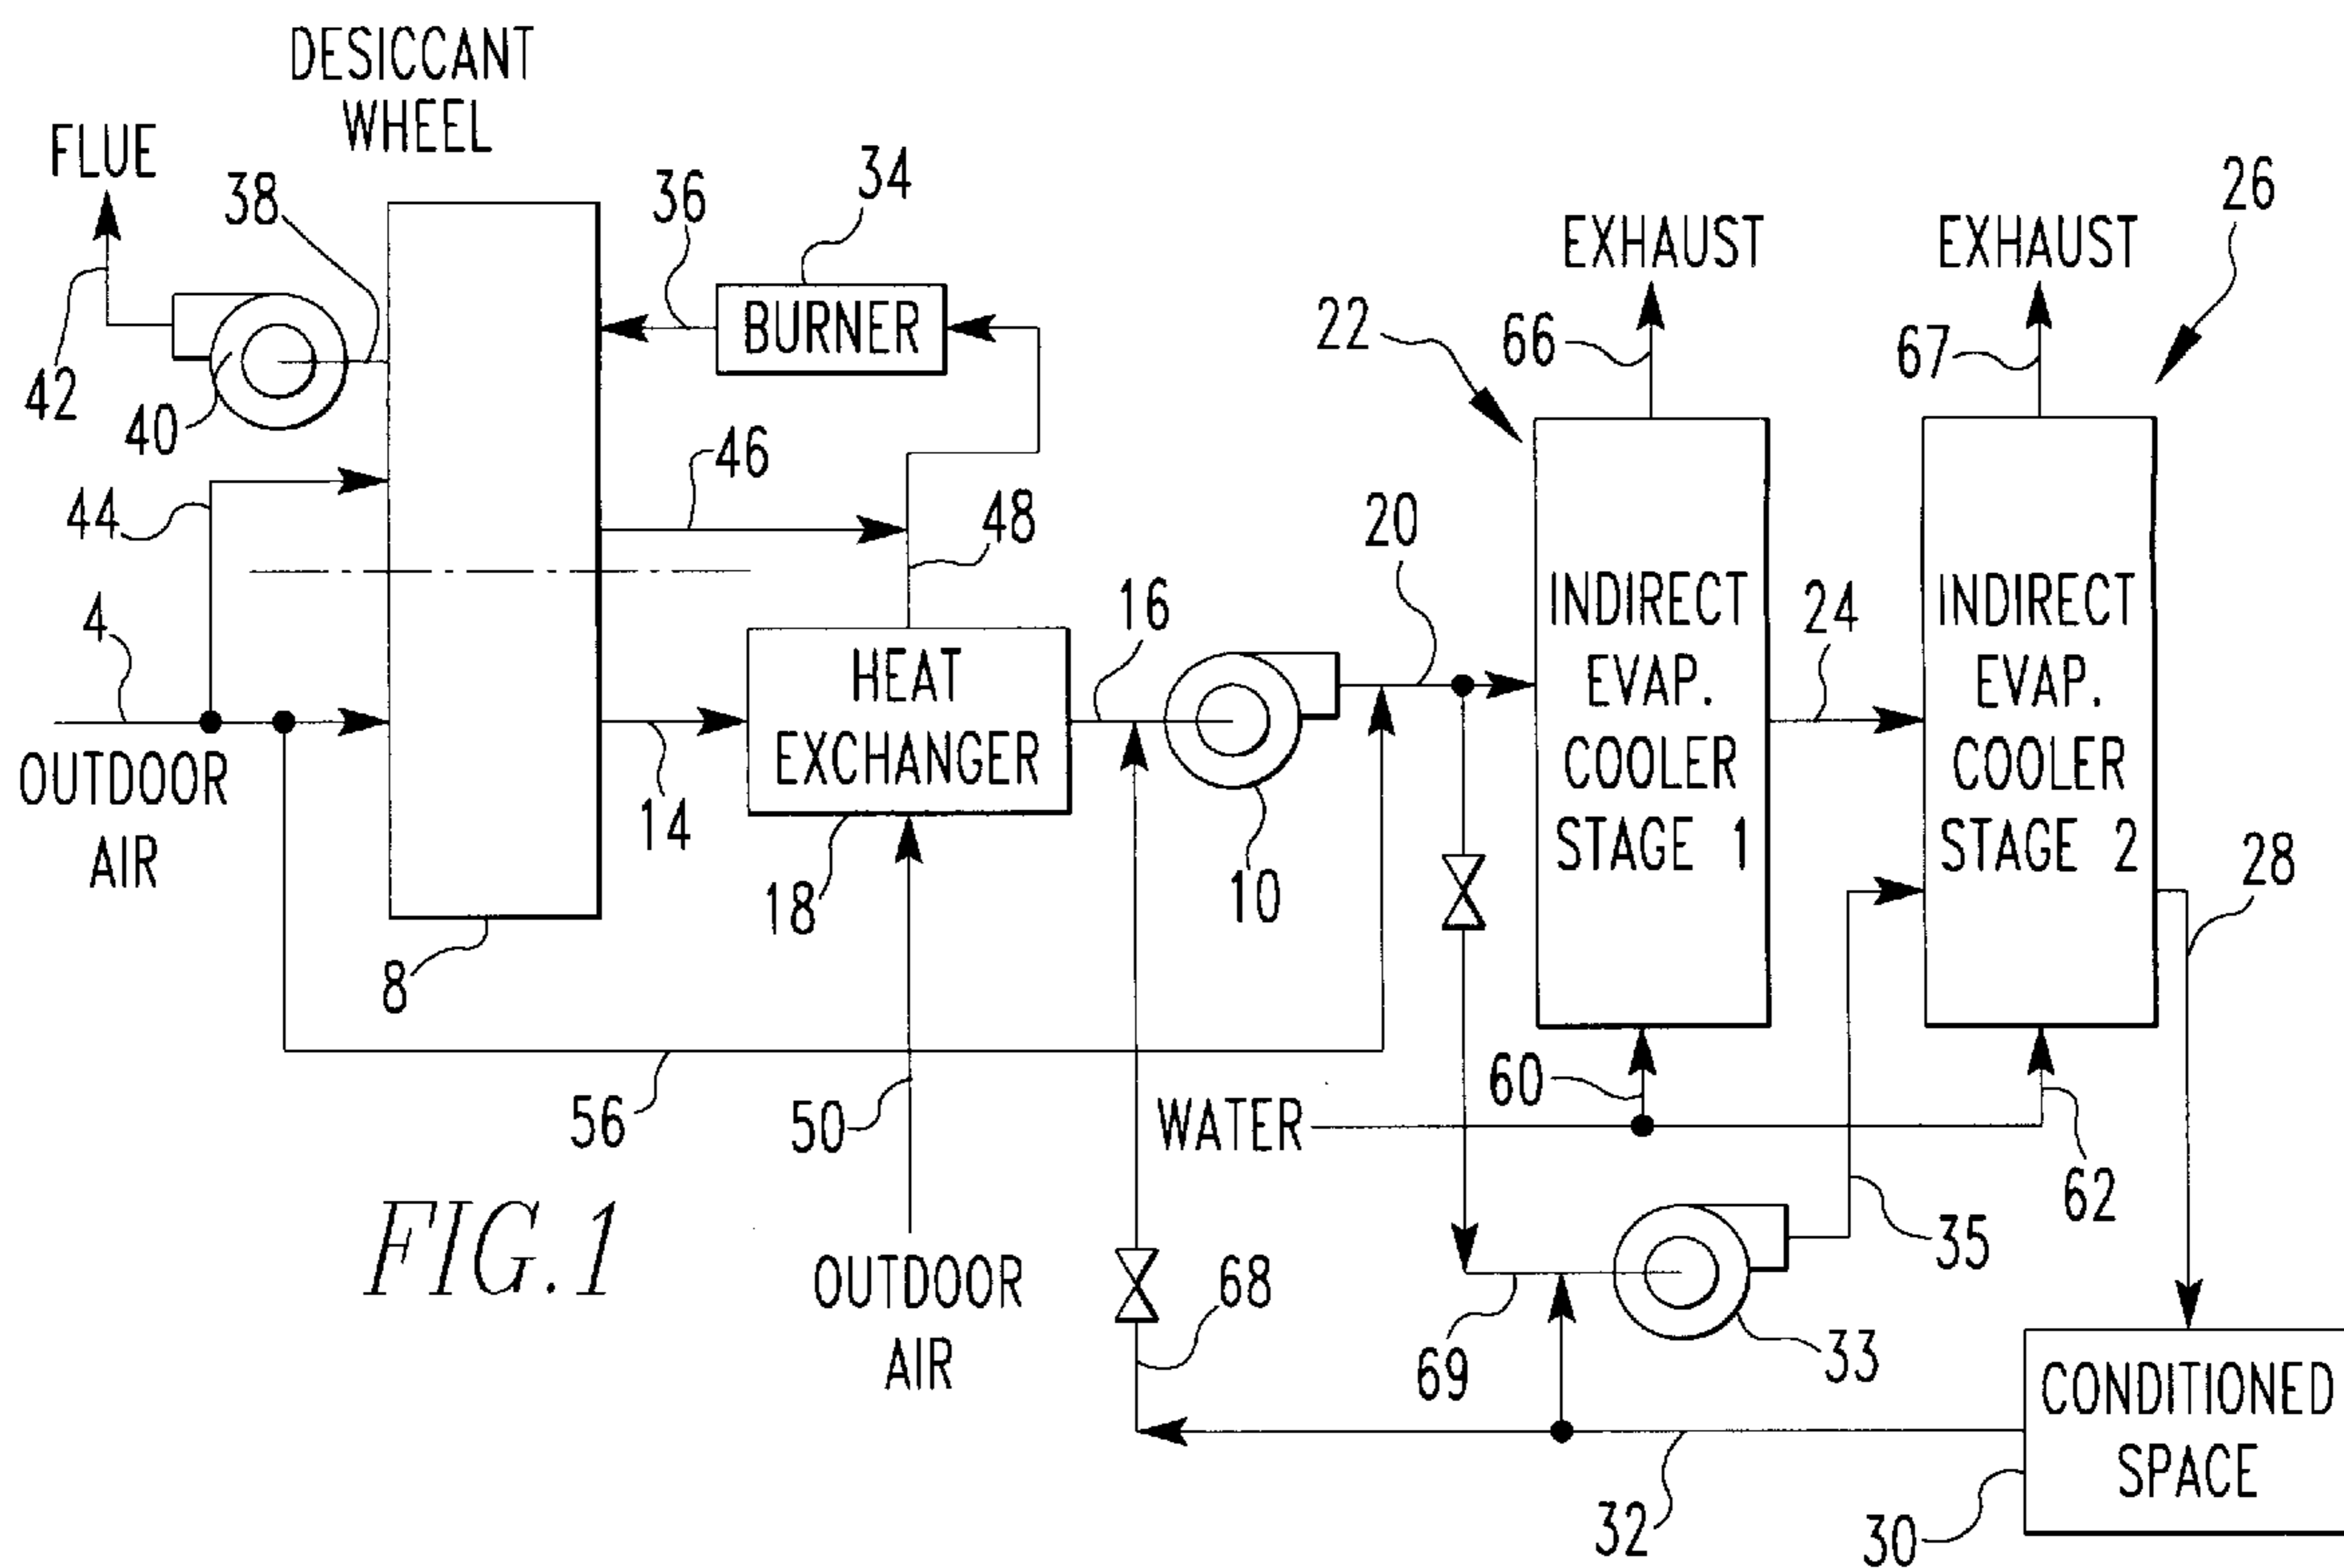 DESICCANT
WHEEL
FLUE
38
36
34
26
EXHAUST
EXHAUST
BURNER
22
66
67
42
40
46
44
48
20
4
16
24
INDIRECT
EVAP.
COOLER
STAGE 1
INDIRECT
EVAP.
COOLER
STAGE 2
HEAT
EXCHANGER
OUTDOOR
AIR
14
18
10
28
8
56
50
WATER
60
62
FIG.1
OUTDOOR
AIR
68
69
33
35
CONDITIONED
SPACE
32
30